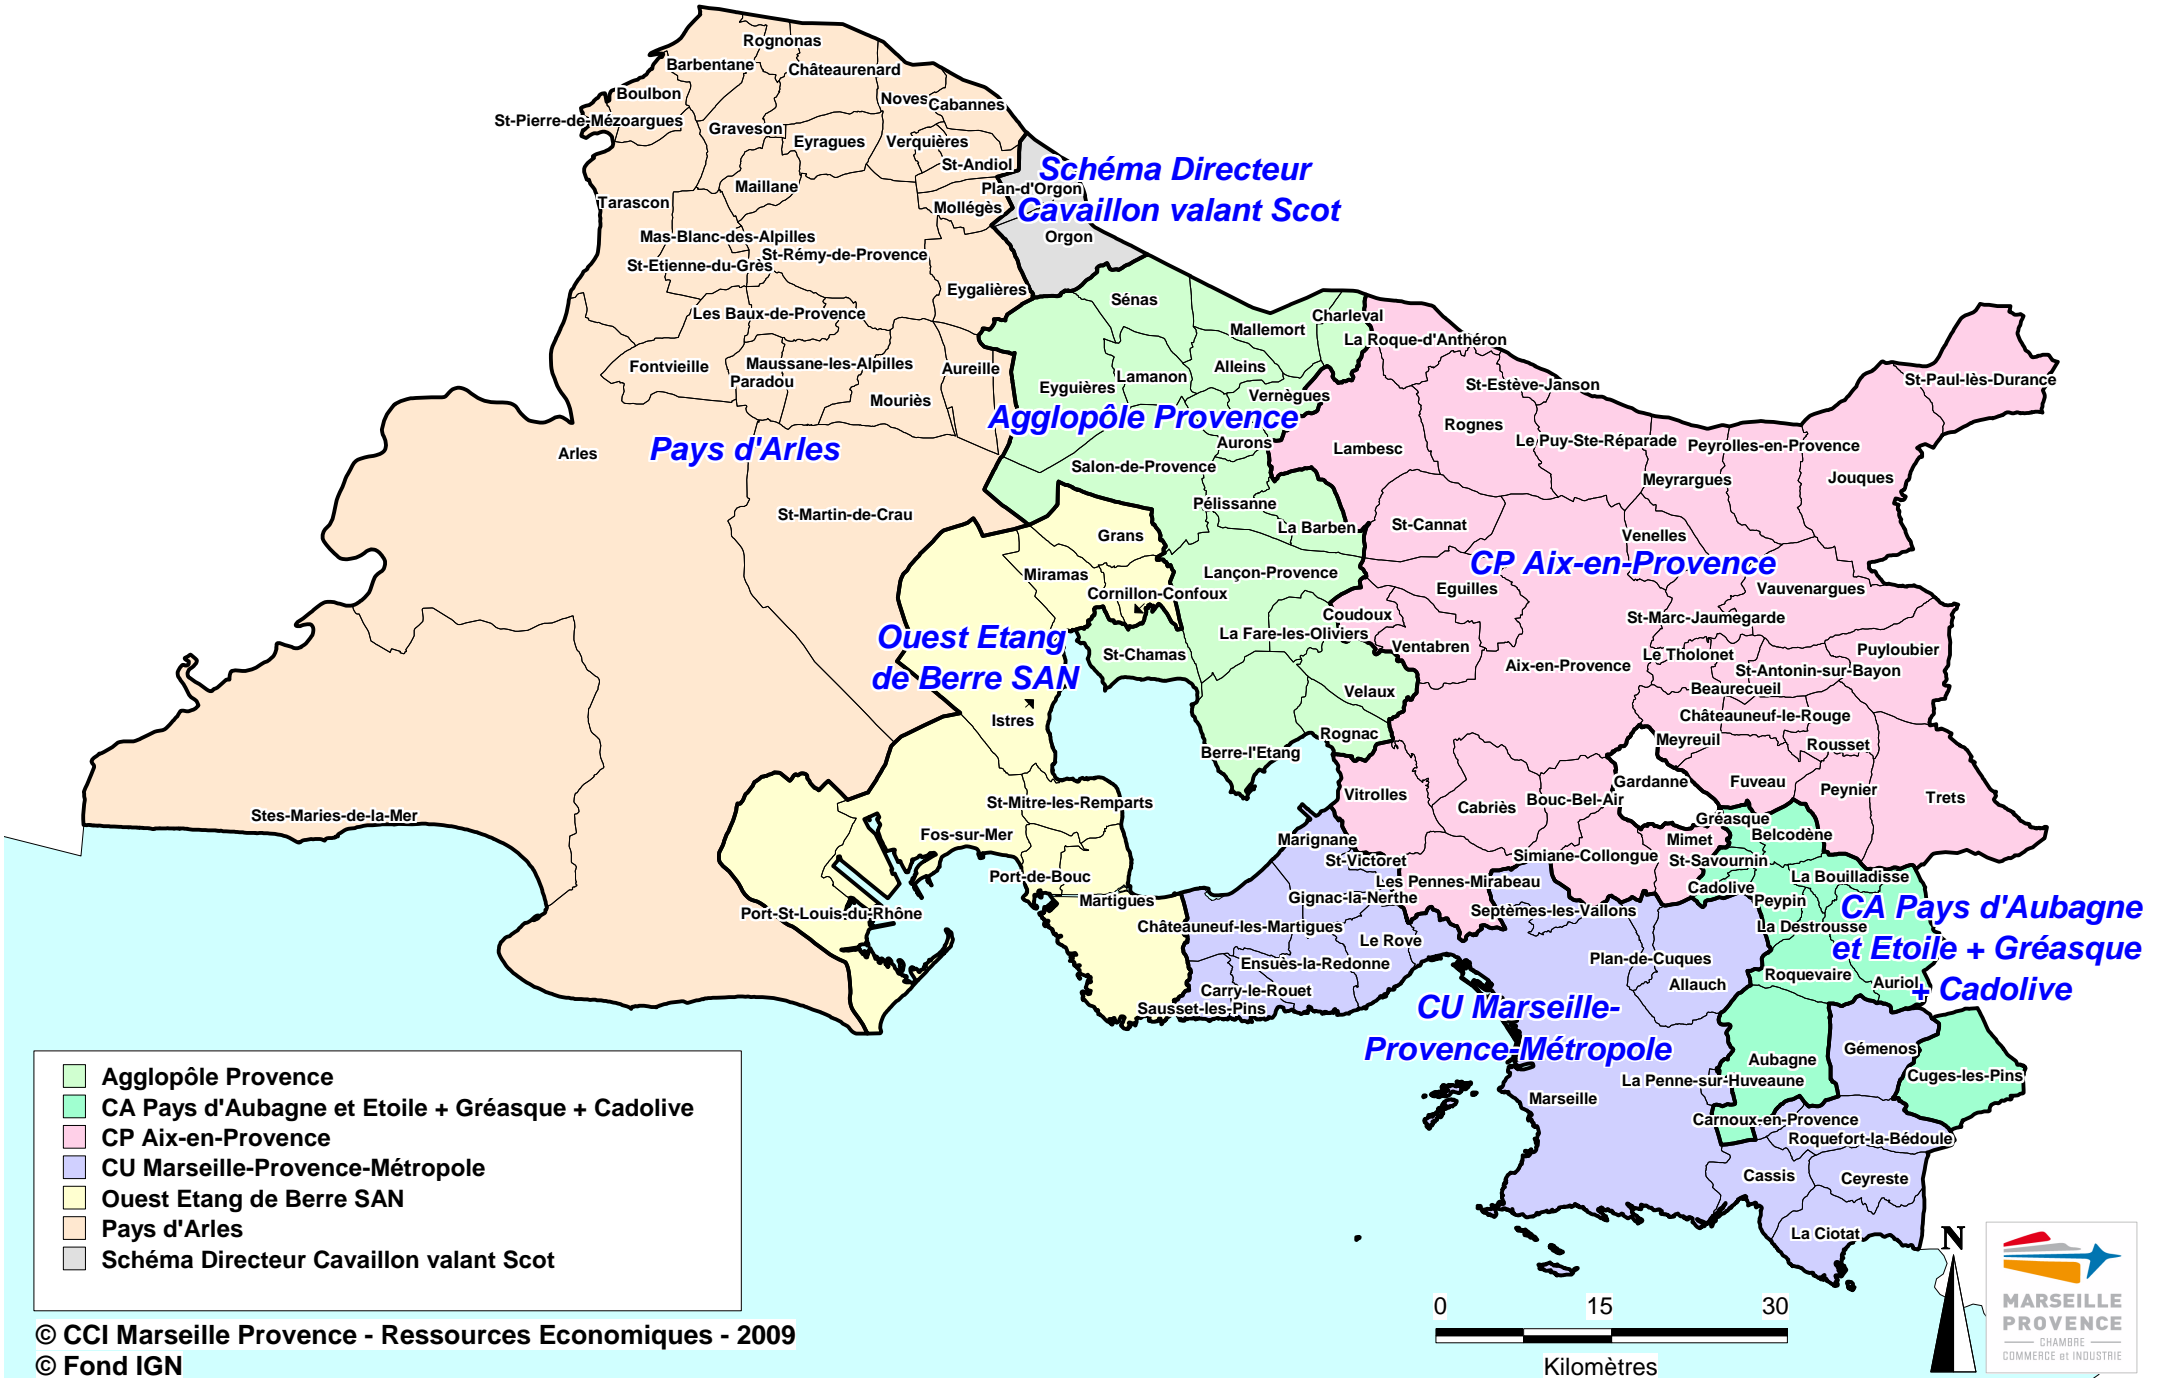 Rognonas
Barbentane
Châteaurenard
Boulbon
Noves
Cabannes
St-Pierre-de-Mézoargues
Graveson
Eyragues
Verquières
St-Andiol
Schéma Directeur
Cavaillon valant Scot
Maillane
Plan-d'Orgon
Tarascon
Mollégès
Mas-Blanc-des-Alpilles
Orgon
St-Rémy-de-Provence
St-Etienne-du-Grès
Eygalières
Les Baux-de-Provence
Sénas
Mallemort
Charleval
La Roque-d'Anthéron
Fontvieille
Maussane-les-Alpilles
Paradou
Aureille
Mouriès
Eyguières
Lamanon
Alleins
Vernègues
St-Estève-Janson
St-Paul-lès-Durance
Agglopôle Provence
Pays d'Arles
Arles
Aurons
Lambesc
Rognes
Le Puy-Ste-Réparade
Peyrolles-en-Provence
Salon-de-Provence
Meyrargues
Jouques
Pélissanne
St-Martin-de-Crau
La Barben
St-Cannat
Grans
Venelles
CP Aix-en-Provence
Miramas
Lançon-Provence
Cornillon-Confoux
Eguilles
Vauvenargues
Coudoux
St-Marc-Jaumegarde
La Fare-les-Oliviers
Ouest Etang
de Berre SAN
St-Chamas
Ventabren
Aix-en-Provence
Le Tholonet
Puyloubier
St-Antonin-sur-Bayon
Velaux
Beaurecueil
Istres
Châteauneuf-le-Rouge
Rognac
Meyreuil
Rousset
Berre-l'Etang
Gardanne
Fuveau
Peynier
Trets
Vitrolles
Cabriès
Bouc-Bel-Air
St-Mitre-les-Remparts
Fos-sur-Mer
Stes-Maries-de-la-Mer
Gréasque
Belcodène
Marignane
Mimet
St-Victoret
Simiane-Collongue
St-Savournin
Port-de-Bouc
Les Pennes-Mirabeau
La Bouilladisse
Cadolive
Gignac-la-Nerthe
Martigues
Peypin
Port-St-Louis-du-Rhône
Septèmes-les-Vallons
CA Pays d'Aubagne
et Etoile + Gréasque
+ Cadolive
Châteauneuf-les-Martigues
La Destrousse
Le Rove
Ensuès-la-Redonne
Plan-de-Cuques
Roquevaire
Allauch
Auriol
Carry-le-Rouet
Sausset-les-Pins
CU Marseille-
Provence-Métropole
Gémenos
Aubagne
La Penne-sur-Huveaune
Cuges-les-Pins
Marseille
Carnoux-en-Provence
Roquefort-la-Bédoule
Cassis
Ceyreste
La Ciotat
Agglopôle Provence
CA Pays d'Aubagne et Etoile + Gréasque + Cadolive
CP Aix-en-Provence
CU Marseille-Provence-Métropole
Ouest Etang de Berre SAN
Pays d'Arles
Schéma Directeur Cavaillon valant Scot
© CCI Marseille Provence - Ressources Economiques - 2009
© Fond IGN
0 15 30
Kilomètres
N
MARSEILLE
PROVENCE
CHAMBRE
COMMERCE et INDUSTRIE